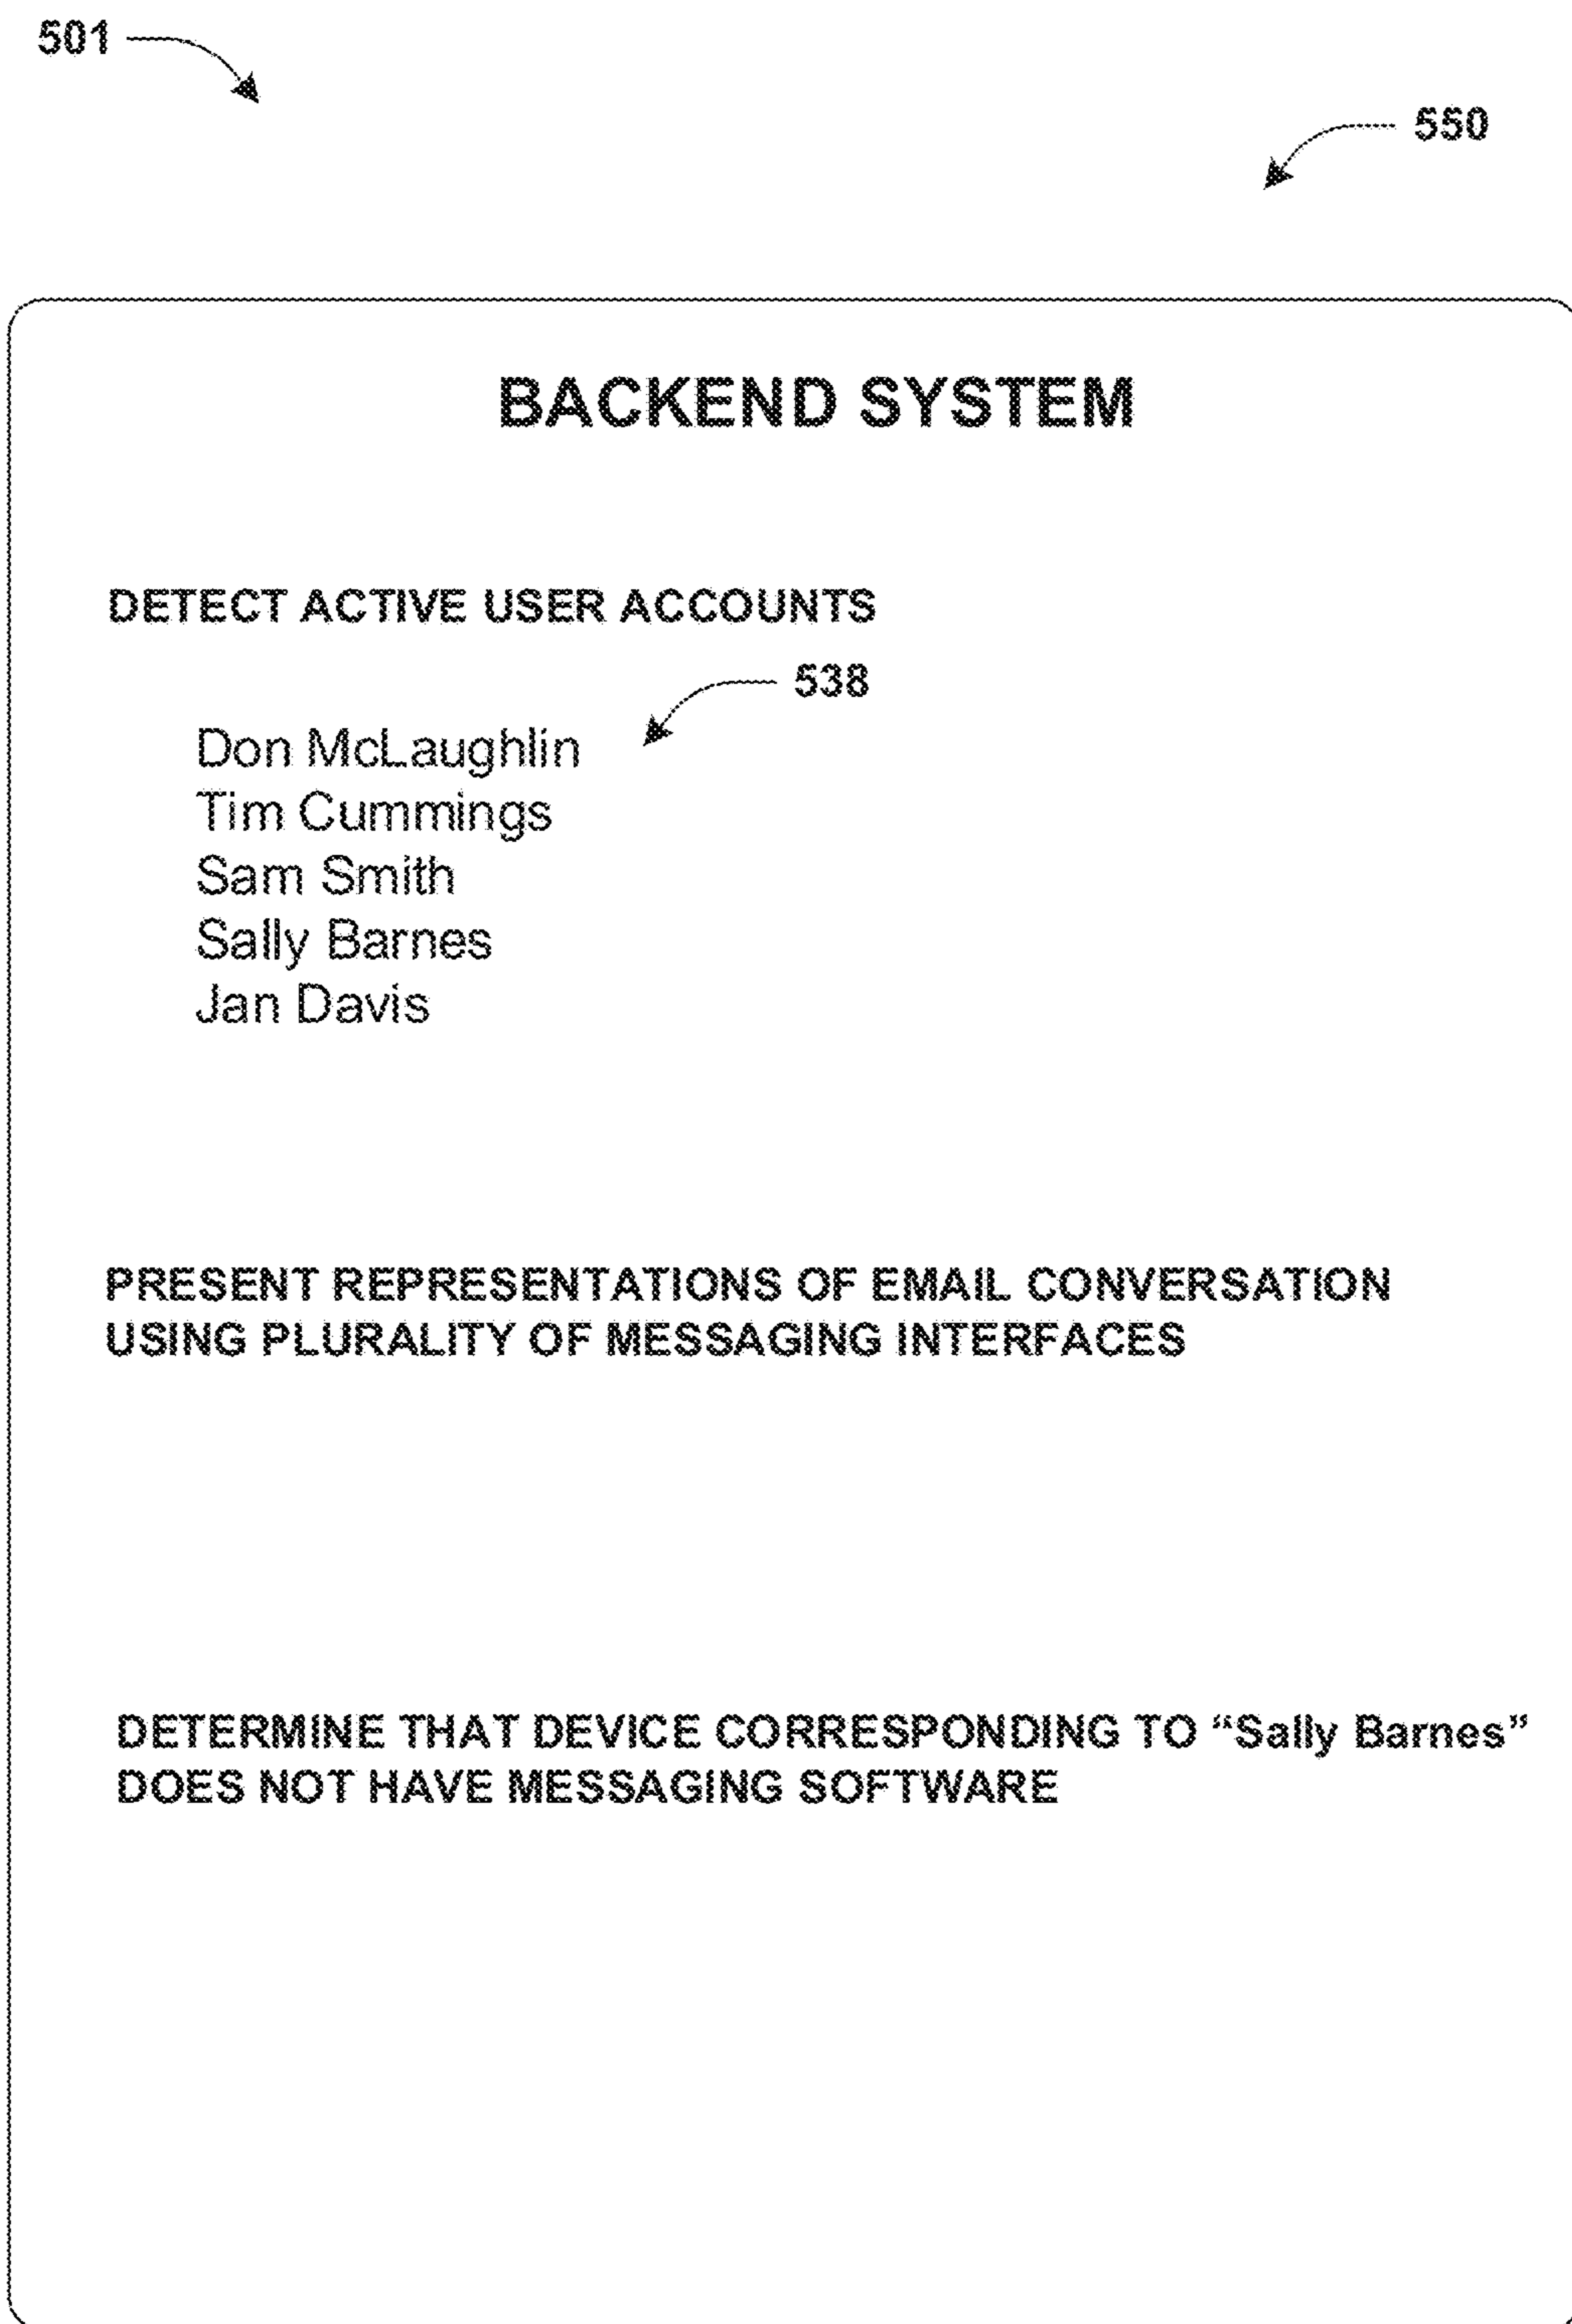 501
550
BACKEND SYSTEM
DETECT ACTIVE USER ACCOUNTS
538
Don McLaughlin
Tim Cummings
Sam Smith
Sally Barnes
Jan Davis
PRESENT REPRESENTATIONS OF EMAIL CONVERSATION
USING PLURALITY OF MESSAGING INTERFACES
DETERMINE THAT DEVICE CORRESPONDING TO “Sally Barnes”
DOES NOT HAVE MESSAGING SOFTWARE